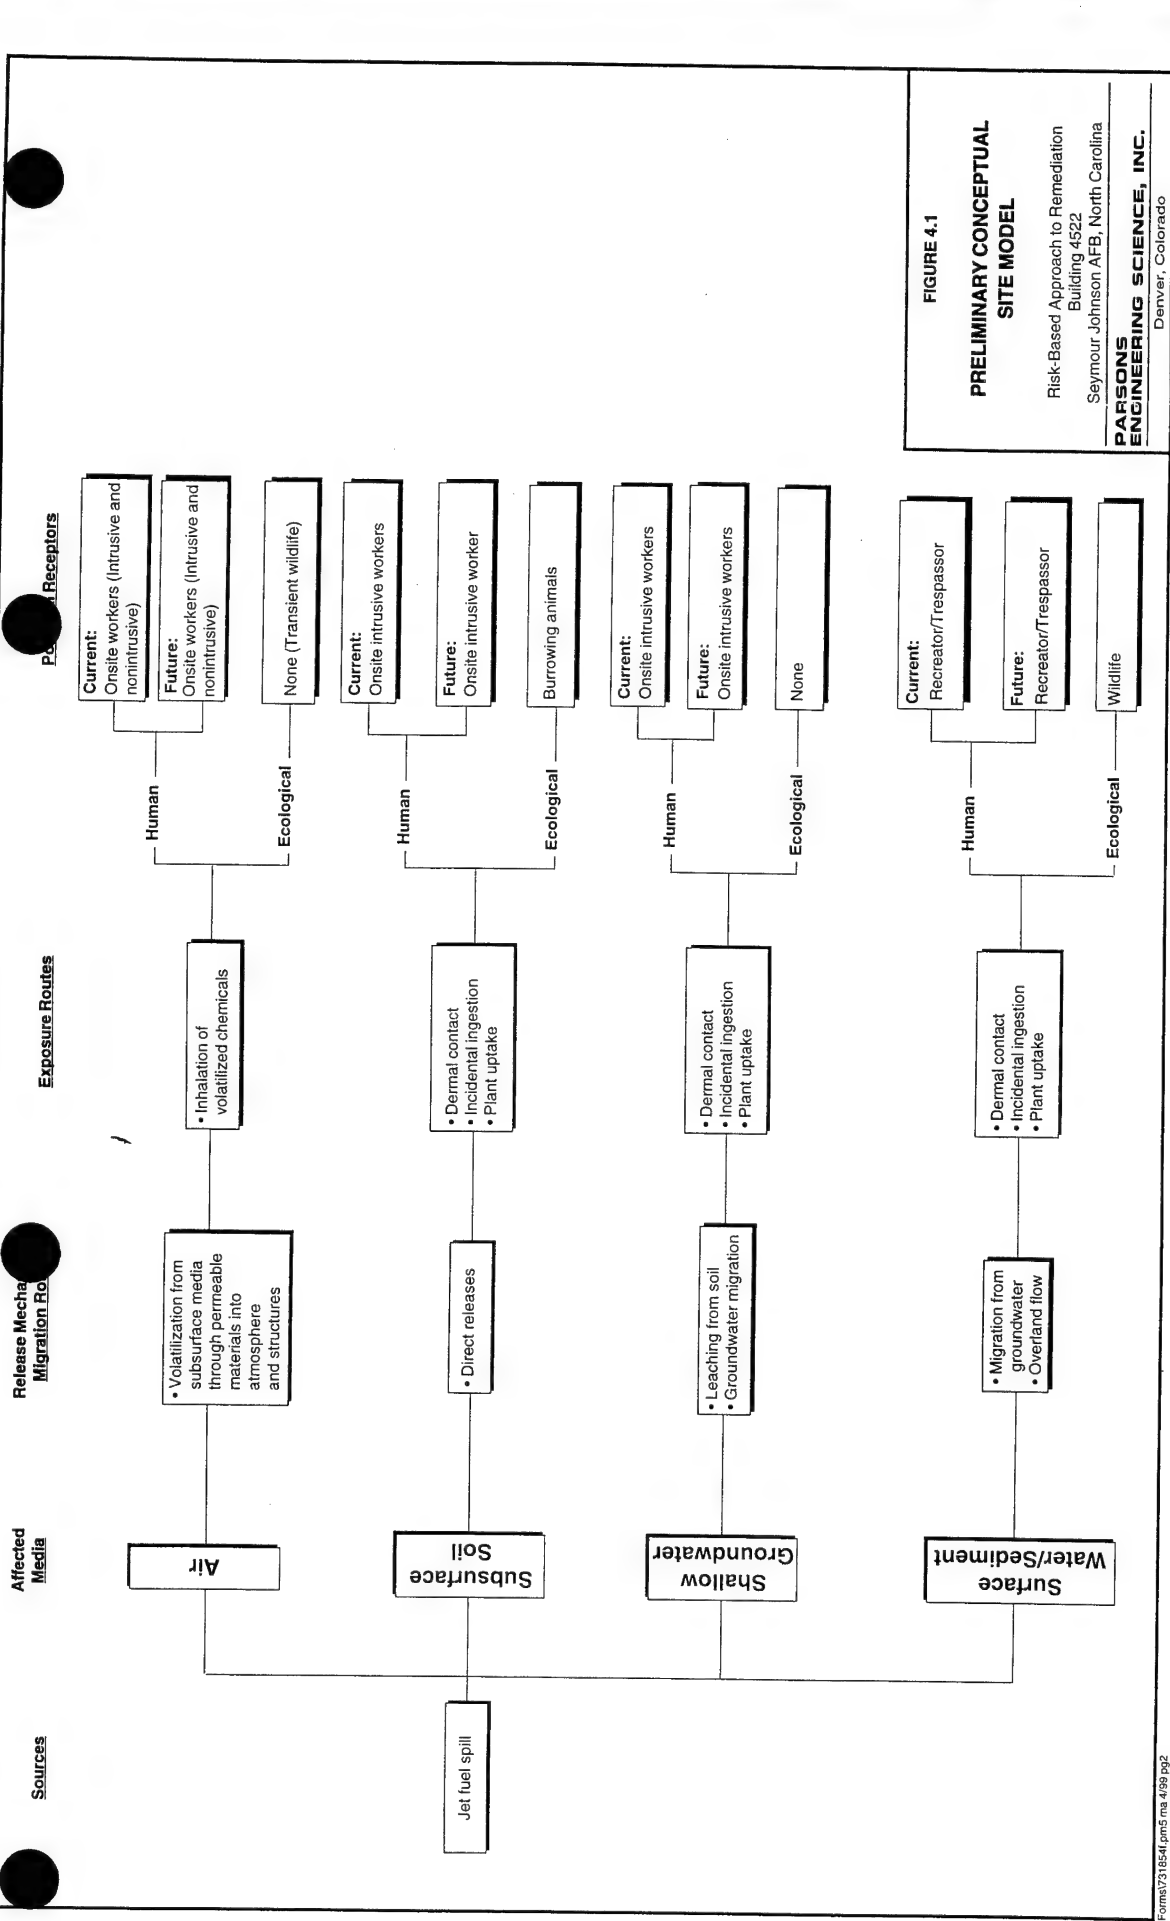 Sources
Affected
Media
Release Mecha
Migration Ro
Exposure Routes
Receptors
Jet fuel spill
Air
• Volatilization from
subsurface media
through permeable
materials into
atmosphere
and structures
• Inhalation of
volatilized chemicals
Human
Current:
Onsite workers (Intrusive and
nonintrusive)
Future:
Onsite workers (Intrusive and
nonintrusive)
Ecological
None (Transient wildlife)
Subsurface
Soil
• Direct releases
• Dermal contact
• Incidental ingestion
• Plant uptake
Human
Current:
Onsite intrusive workers
Future:
Onsite intrusive worker
Ecological
Burrowing animals
Shallow
Groundwater
• Leaching from soil
• Groundwater migration
• Dermal contact
• Incidental ingestion
• Plant uptake
Human
Current:
Onsite intrusive workers
Future:
Onsite intrusive workers
Ecological
None
Surface
Water/Sediment
• Migration from
groundwater
• Overland flow
• Dermal contact
• Incidental ingestion
• Plant uptake
Human
Current:
Recreator/Trespassor
Future:
Recreator/Trespassor
Ecological
Wildlife
FIGURE 4.1
PRELIMINARY CONCEPTUAL
SITE MODEL
Risk-Based Approach to Remediation
Building 4522
Seymour Johnson AFB, North Carolina
PARSONS
ENGINEERING SCIENCE, INC.
Denver, Colorado
Forms\731854f.pm5 ma 4/99 pg2